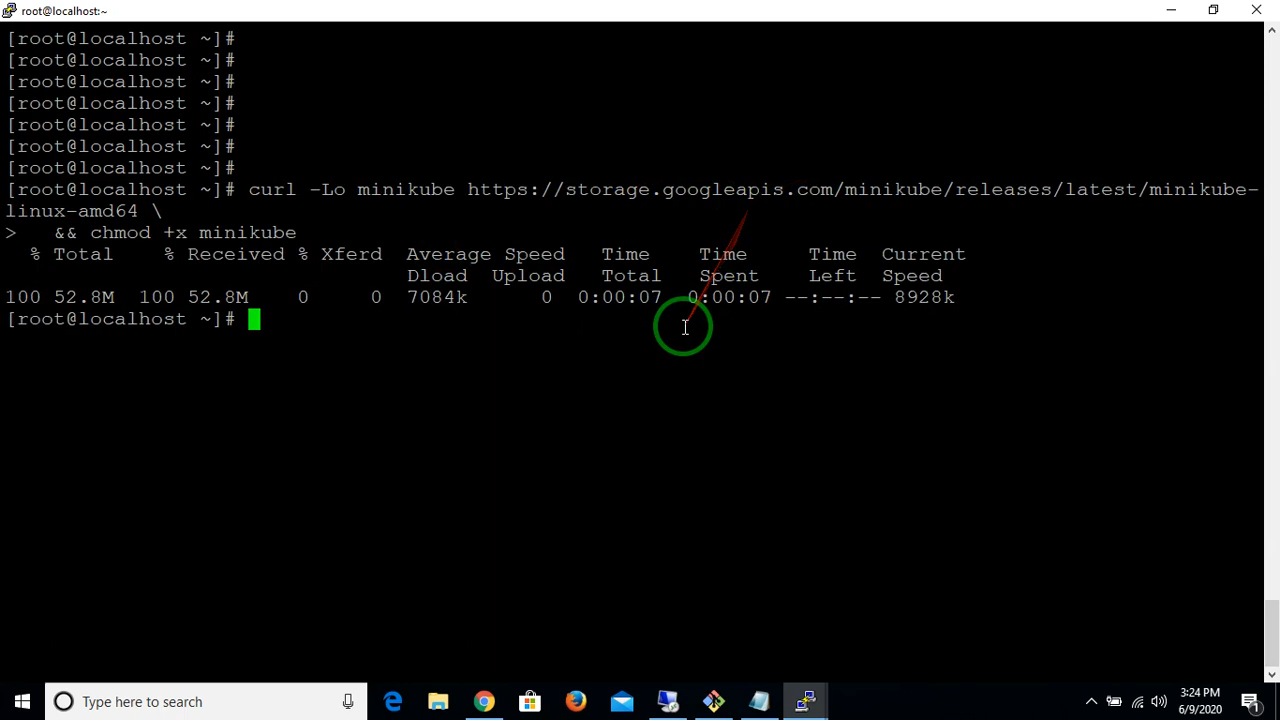 root@localhost:~
[root@localhost ~]#
[root@localhost ~]#
[root@localhost ~]#
[root@localhost ~]#
[root@localhost ~]#
[root@localhost ~]#
[root@localhost ~]#
[root@localhost ~]# curl -Lo minikube https://storage.googleapis.com/minikube/releases/latest/minikube-
linux-amd64 \
>   && chmod +x minikube
  % Total    % Received % Xferd  Average Speed   Time    Time     Time  Current
                                 Dload  Upload   Total   Spent    Left  Speed
100 52.8M  100 52.8M    0     0  7084k      0  0:00:07  0:00:07 --:--:-- 8928k
[root@localhost ~]#
Type here to search
3:24 PM
6/9/2020
1